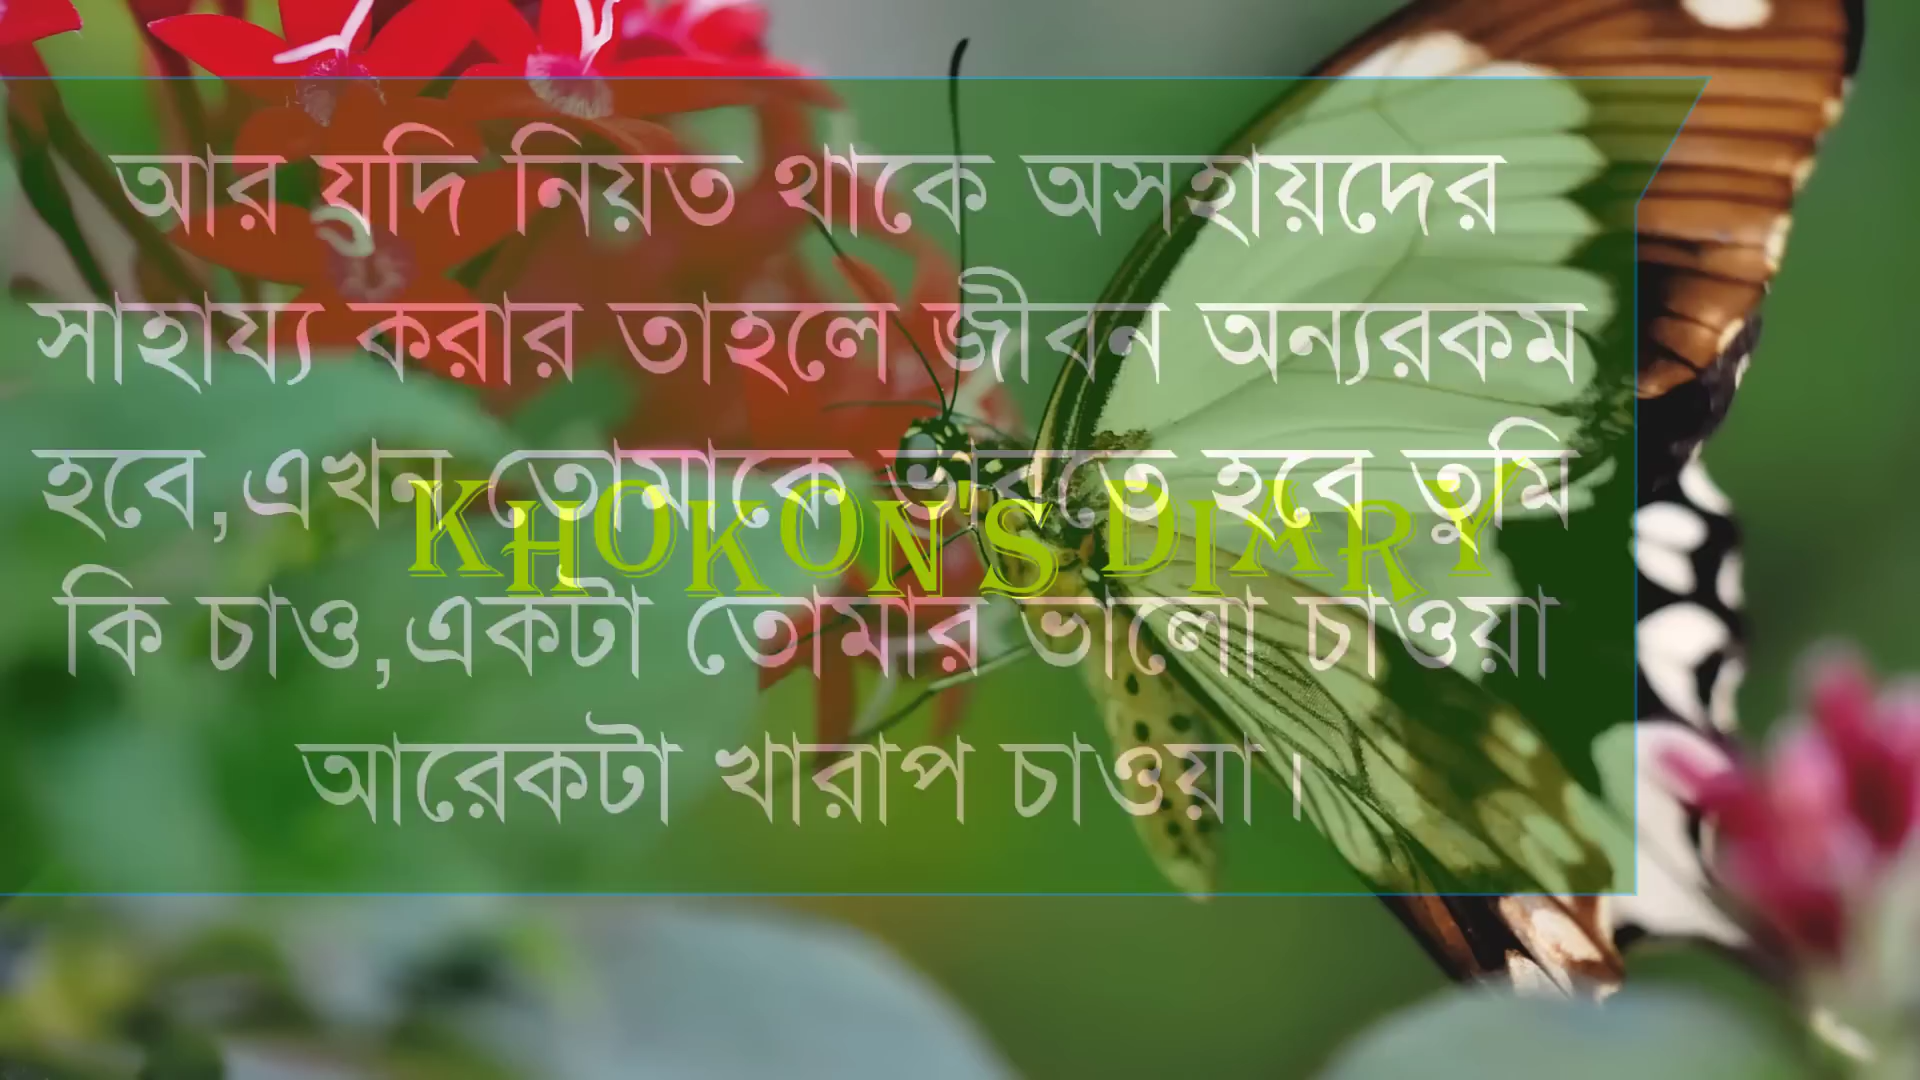 আর যদি নিয়ত থাকে অসহায়দের
সাহায্য করার তাহলে জীবন অন্যরকম
হবে,এখন তোমাকে ভাবতে হবে তুমি
KHOKON'S DIARY
কি চাও,একটা তোমার ভালো চাওয়া
আরেকটা খারাপ চাওয়া।